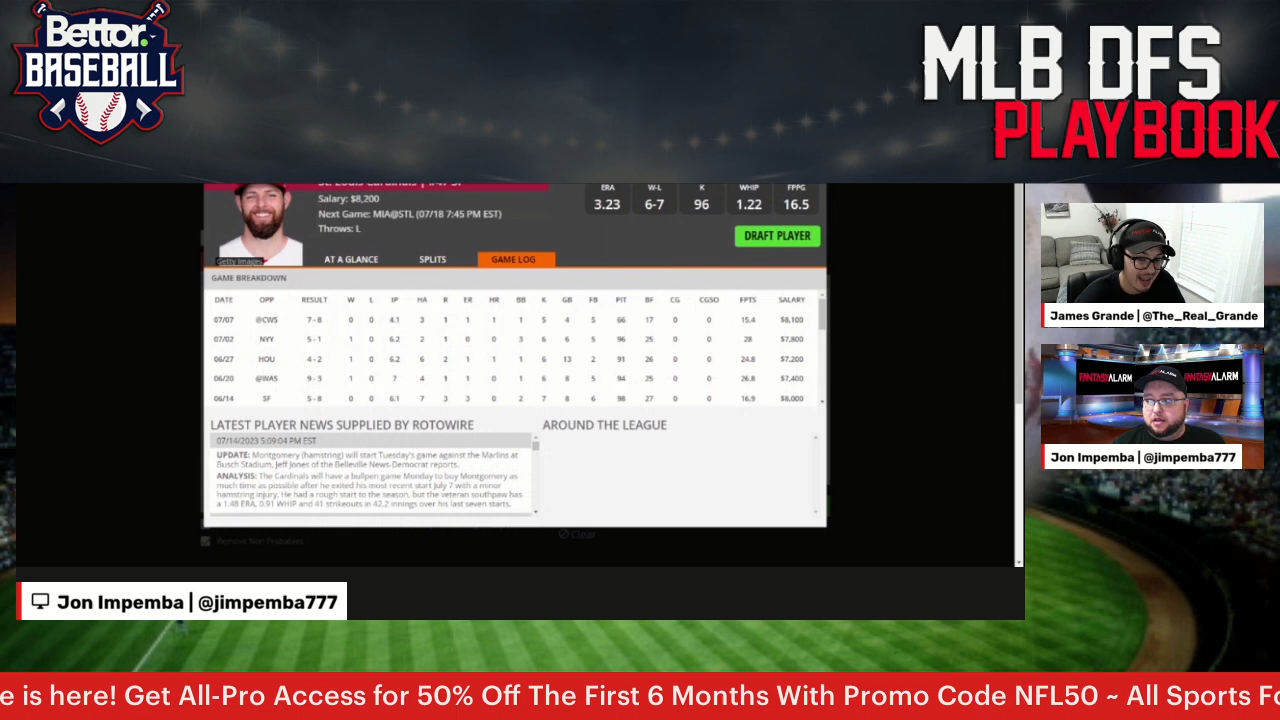 Bettor.
BASEBALL
MLB DFS
PLAYBOOK
St. Louis Cardinals | #47 SP
Salary: $8,200
Next Game: MIA@STL (07/18 7:45 PM EST)
Throws: L
Getty Images
ERA W-L K WHIP FPPG
3.23 6-7 96 1.22 16.5
DRAFT PLAYER
AT A GLANCE SPLITS GAME LOG
GAME BREAKDOWN
DATE OPP RESULT W L IP HA R ER HR BB K GB FB PIT BF CG CGSO FPTS SALARY
07/07 @CWS 7 - 8 0 0 4.1 3 1 1 1 1 5 4 5 66 17 0 0 15.4 $8,100
07/02 NYY 5 - 1 1 0 6.2 2 1 0 0 3 6 6 5 96 25 0 0 28 $7,800
06/27 HOU 4 - 2 1 0 6.2 6 2 1 1 1 6 13 2 91 26 0 0 24.8 $7,200
06/20 @WAS 9 - 3 1 0 7 4 1 1 0 1 6 8 5 94 25 0 0 26.8 $7,400
06/14 SF 5 - 8 0 0 6.1 7 3 3 0 2 7 8 6 98 27 0 0 16.9 $8,000
LATEST PLAYER NEWS SUPPLIED BY ROTOWIRE
AROUND THE LEAGUE
07/14/2023 5:09:04 PM EST
UPDATE: Montgomery (hamstring) will start Tuesday's game against the Marlins at
Busch Stadium, Jeff Jones of the Belleville News-Democrat reports.
ANALYSIS: The Cardinals will have a bullpen game Monday to buy Montgomery as
much time as possible after he exited his most recent start July 7 with a minor
hamstring injury. He had a rough start to the season, but the veteran southpaw has
a 1.48 ERA, 0.91 WHIP and 41 strikeouts in 42.2 innings over his last seven starts.
Clear
Remove Non Probables
James Grande | @The_Real_Grande
FANTASY ALARM
FANTASY ALARM
Jon Impemba | @jimpemba777
Jon Impemba | @jimpemba777
e is here! Get All-Pro Access for 50% Off The First 6 Months With Promo Code NFL50 ~ All Sports Fo